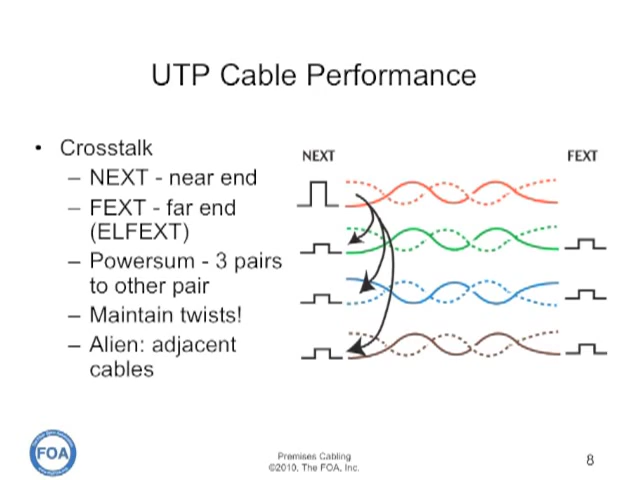 UTP Cable Performance
• Crosstalk
– NEXT - near end
– FEXT - far end
(ELFEXT)
– Powersum - 3 pairs
to other pair
– Maintain twists!
– Alien: adjacent
cables
NEXT
FEXT
FOA
Premises Cabling
©2010, The FOA, Inc.
8